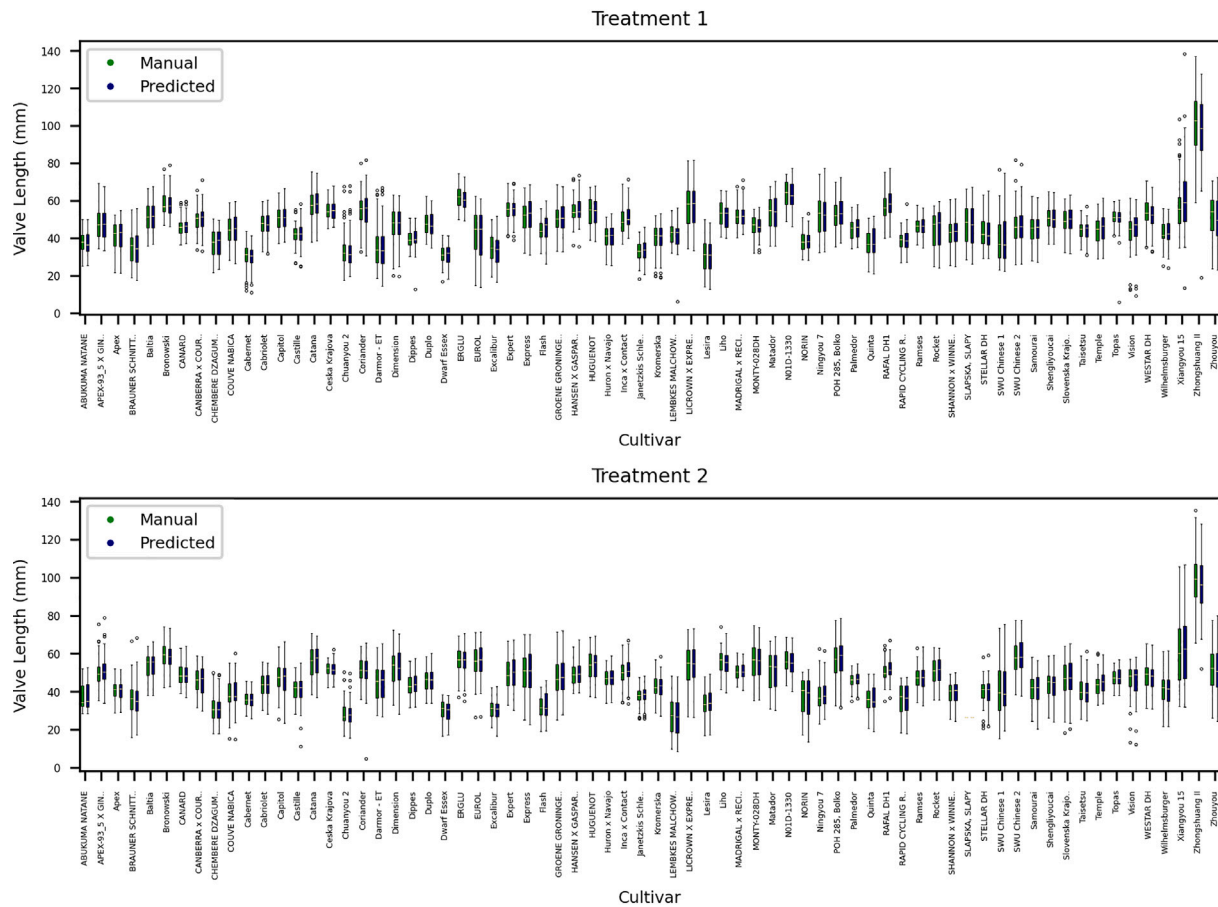 Treatment 1
Valve Length (mm)
140
120
100
80
60
40
20
0
Manual
Predicted
ABUKUMA NATANE
APEX-93_5 X GIN..
Apex
BRAUNER SCHNITT..
Baltia
Bronowski
CANARD
CANBERRA x COUR..
CHEMBERE DZAGUM..
COUVE NABICA
Cabernet
Cabriolet
Capitol
Castille
Catana
Ceska Krajova
Chuanyou 2
Coriander
Darmor - ET
Dimension
Dippes
Duplo
Dwarf Essex
ERGLU
EUROL
Excalibur
Expert
Express
Flash
GROENE GRONINGE..
HANSEN X GASPAR..
HUGUENOT
Huron x Navajo
Inca x Contact
Janetzkis Schle..
Kromerska
LEMBKES MALCHOW..
LICROWN X EXPRE..
Lesira
Liho
MADRIGAL x RECI..
MONTY-028DH
Matador
N01D-1330
NORIN
Ningyou 7
POH 285, Bolko
Palmedor
Quinta
RAFAL DH1
RAPID CYCLING R..
Ramses
Rocket
SHANNON x WINNE..
SLAPSKA, SLAPY
STELLAR DH
SWU Chinese 1
SWU Chinese 2
Samourai
Shengliyoucai
Slovenska Krajo..
Taisetsu
Temple
Topas
Vision
WESTAR DH
Wilhelmsburger
Xiangyou 15
Zhongshuang II
Zhouyou
Cultivar
Treatment 2
Valve Length (mm)
140
120
100
80
60
40
20
0
Manual
Predicted
ABUKUMA NATANE
APEX-93_5 X GIN..
Apex
BRAUNER SCHNITT..
Baltia
Bronowski
CANARD
CANBERRA x COUR..
CHEMBERE DZAGUM..
COUVE NABICA
Cabernet
Cabriolet
Capitol
Castille
Catana
Ceska Krajova
Chuanyou 2
Coriander
Darmor - ET
Dimension
Dippes
Duplo
Dwarf Essex
ERGLU
EUROL
Excalibur
Expert
Express
Flash
GROENE GRONINGE..
HANSEN X GASPAR..
HUGUENOT
Huron x Navajo
Inca x Contact
Janetzkis Schle..
Kromerska
LEMBKES MALCHOW..
LICROWN X EXPRE..
Lesira
Liho
MADRIGAL x RECI..
MONTY-028DH
Matador
N01D-1330
NORIN
Ningyou 7
POH 285, Bolko
Palmedor
Quinta
RAFAL DH1
RAPID CYCLING R..
Ramses
Rocket
SHANNON x WINNE..
SLAPSKA, SLAPY
STELLAR DH
SWU Chinese 1
SWU Chinese 2
Samourai
Shengliyoucai
Slovenska Krajo..
Taisetsu
Temple
Topas
Vision
WESTAR DH
Wilhelmsburger
Xiangyou 15
Zhongshuang II
Zhouyou
Cultivar